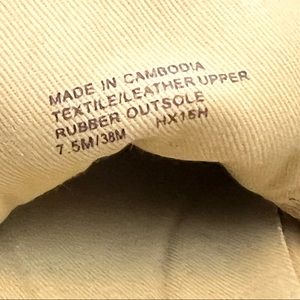 MADE IN CAMBODIA
TEXTILE/LEATHER UPPER
RUBBER OUTSOLE
7.5M/38M HX15H